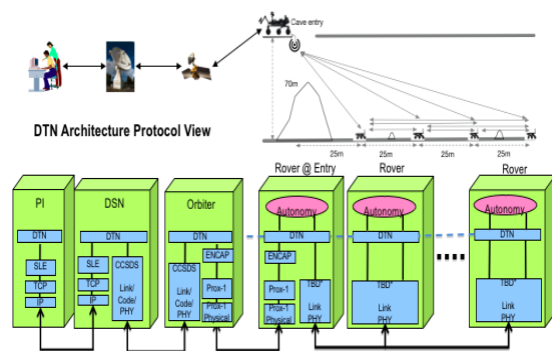 Cave entry
70m
DTN Architecture Protocol View
25m
25m
25m
25m
Rover @ Entry
Rover
Rover
PI
DSN
Orbiter
Autonomy
Autonomy
Autonomy
DTN
DTN
DTN
DTN
DTN
DTN
SLE
TCP
IP
SLE
TCP
IP
CCSDS
Link/
Code/
PHY
CCSDS
Link/
Code/
PHY
ENCAP
Prox-1
Prox-1
Physical
ENCAP
Prox-1
Prox-1
Physical
TBD*
Link
PHY
TBD*
Link
PHY
TBD*
Link
PHY